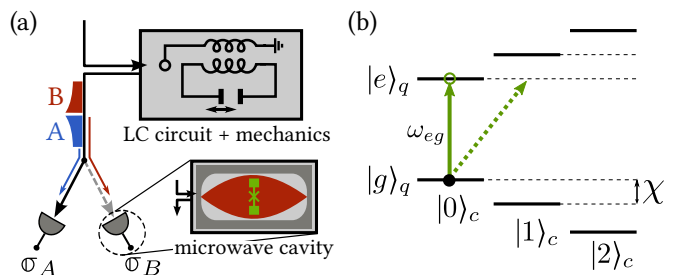 (a)
B
A
LC circuit + mechanics
microwave cavity
σ_A
σ_B
(b)
|e⟩_q
ω_eg
|g⟩_q
|0⟩_c
|1⟩_c
|2⟩_c
χ